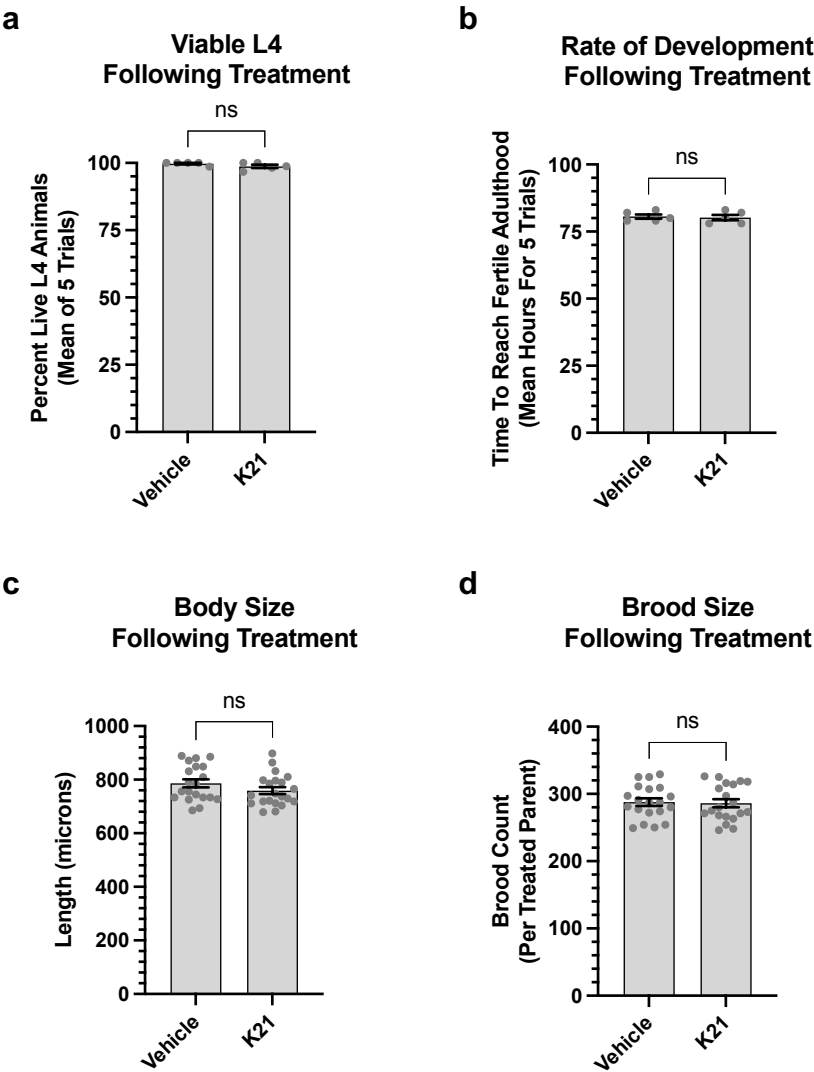 a
Viable L4
Following Treatment
ns
Percent Live L4 Animals
(Mean of 5 Trials)
100
75
50
25
0
Vehicle
K21
b
Rate of Development
Following Treatment
ns
Time To Reach Fertile Adulthood
(Mean Hours For 5 Trials)
100
75
50
25
0
Vehicle
K21
c
Body Size
Following Treatment
ns
Length (microns)
1000
800
600
400
200
0
Vehicle
K21
d
Brood Size
Following Treatment
ns
Brood Count
(Per Treated Parent)
400
300
200
100
0
Vehicle
K21